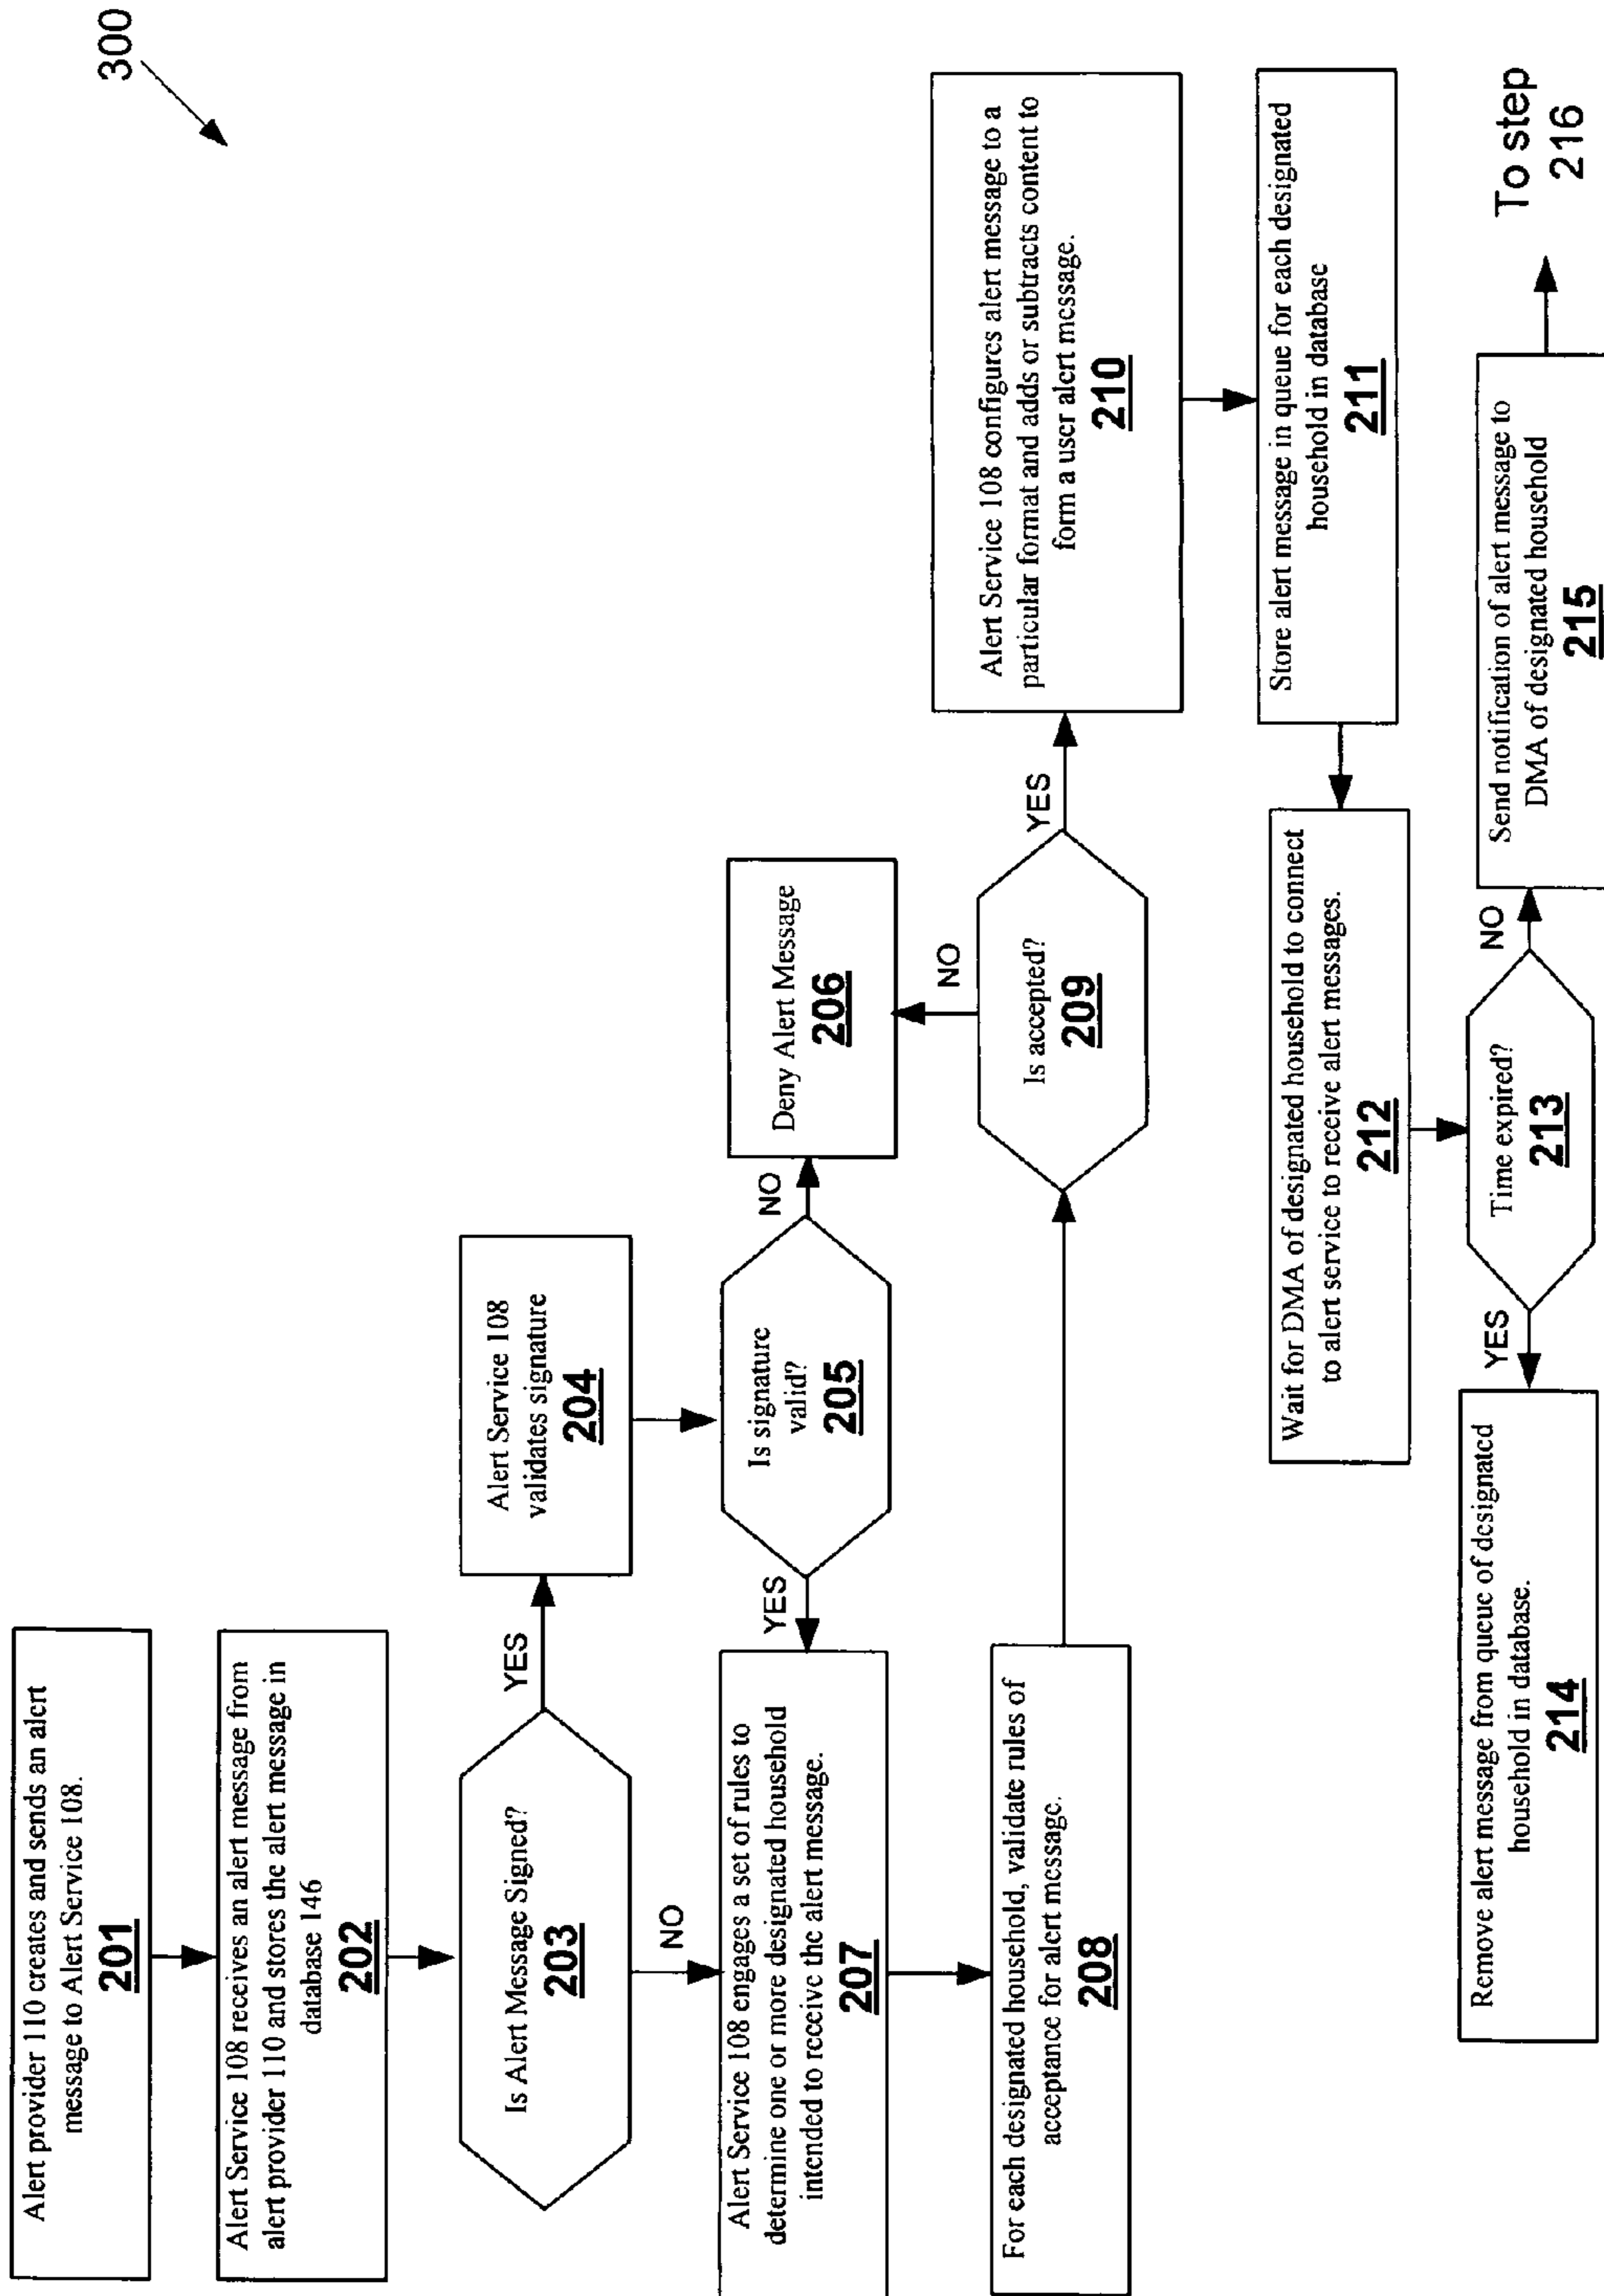 300
Alert provider 110 creates and sends an alert
message to Alert Service 108.
201
Alert Service 108 receives an alert message from
alert provider 110 and stores the alert message in
database 146
202
Is Alert Message Signed?
203
YES
NO
Alert Service 108
validates signature
204
Is signature
valid?
205
YES
NO
Deny Alert Message
206
Alert Service 108 engages a set of rules to
determine one or more designated household
intended to receive the alert message.
207
For each designated household, validate rules of
acceptance for alert message.
208
Is accepted?
209
NO
YES
Alert Service 108 configures alert message to a
particular format and adds or subtracts content to
form a user alert message.
210
Store alert message in queue for each designated
household in database
211
Wait for DMA of designated household to connect
to alert service to receive alert messages.
212
Time expired?
213
YES
NO
Remove alert message from queue of designated
household in database.
214
Send notification of alert message to
DMA of designated household
215
To step
216